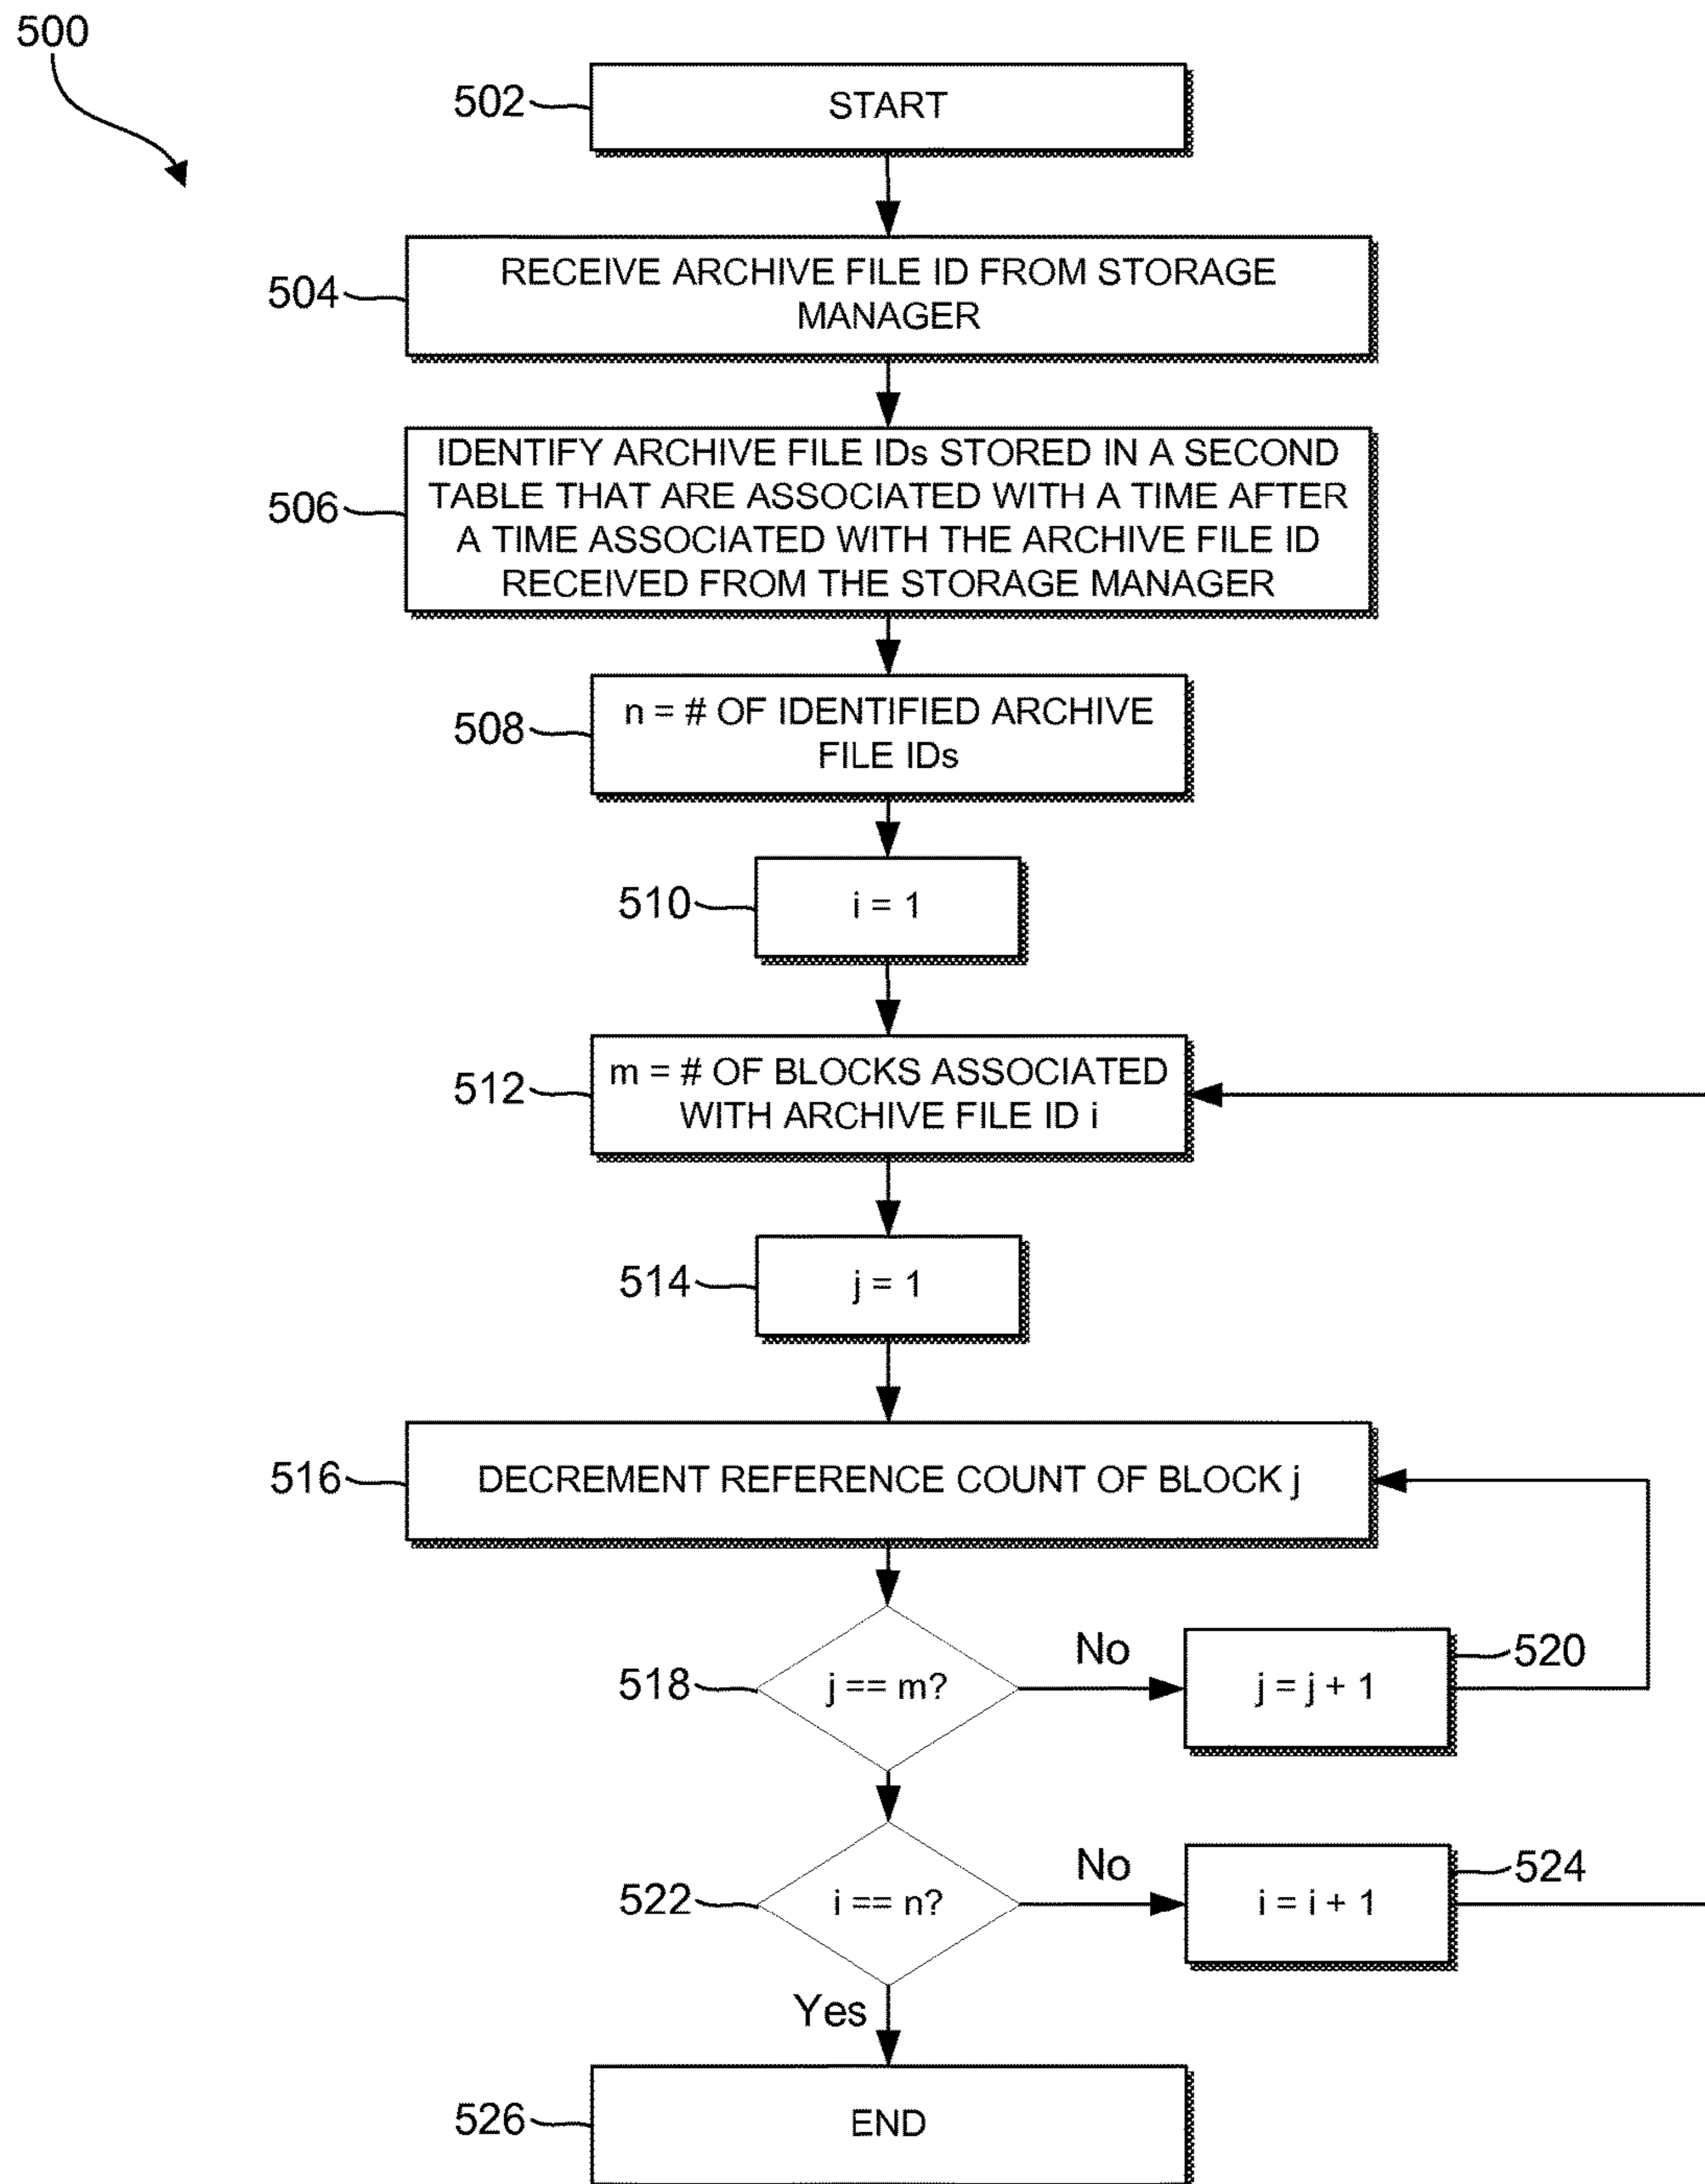 500
502
START
504
RECEIVE ARCHIVE FILE ID FROM STORAGE
MANAGER
506
IDENTIFY ARCHIVE FILE IDs STORED IN A SECOND
TABLE THAT ARE ASSOCIATED WITH A TIME AFTER
A TIME ASSOCIATED WITH THE ARCHIVE FILE ID
RECEIVED FROM THE STORAGE MANAGER
508
n = # OF IDENTIFIED ARCHIVE
FILE IDs
510
i = 1
512
m = # OF BLOCKS ASSOCIATED
WITH ARCHIVE FILE ID i
514
j = 1
516
DECREMENT REFERENCE COUNT OF BLOCK j
518
j == m?
No
j = j + 1
520
522
i == n?
No
i = i + 1
524
Yes
526
END